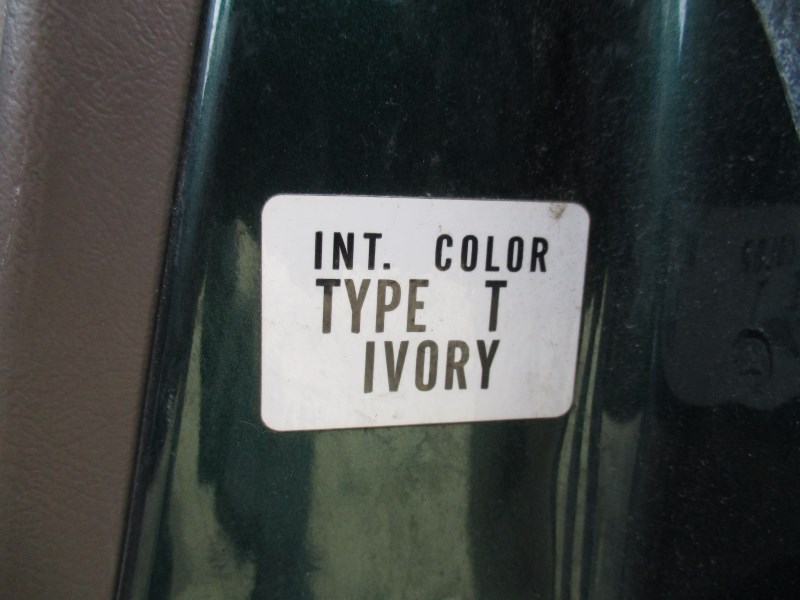 INT. COLOR
TYPE T
IVORY